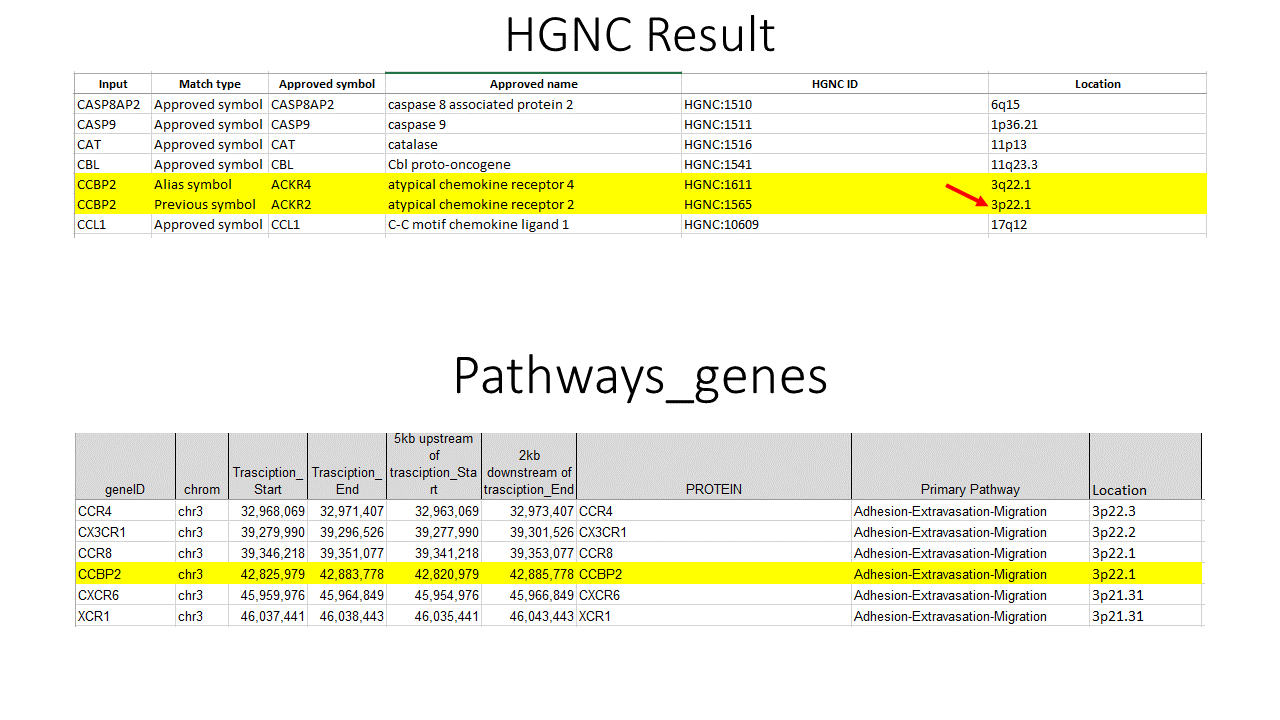 HGNC Result
Input Match type Approved symbol Approved name HGNC ID Location
CASP8AP2 Approved symbol CASP8AP2 caspase 8 associated protein 2 HGNC:1510 6q15
CASP9 Approved symbol CASP9 caspase 9 HGNC:1511 1p36.21
CAT Approved symbol CAT catalase HGNC:1516 11p13
CBL Approved symbol CBL Cbl proto-oncogene HGNC:1541 11q23.3
CCBP2 Alias symbol ACKR4 atypical chemokine receptor 4 HGNC:1611 3q22.1
CCBP2 Previous symbol ACKR2 atypical chemokine receptor 2 HGNC:1565 3p22.1
CCL1 Approved symbol CCL1 C-C motif chemokine ligand 1 HGNC:10609 17q12
Pathways_genes
geneID chrom Trasciption_Start Trasciption_End 5kb upstream of trasciption_Start 2kb downstream of trasciption_End PROTEIN Primary Pathway Location
CCR4 chr3 32,968,069 32,971,407 32,963,069 32,973,407 CCR4 Adhesion-Extravasation-Migration 3p22.3
CX3CR1 chr3 39,279,990 39,296,526 39,277,990 39,301,526 CX3CR1 Adhesion-Extravasation-Migration 3p22.2
CCR8 chr3 39,346,218 39,351,077 39,341,218 39,353,077 CCR8 Adhesion-Extravasation-Migration 3p22.1
CCBP2 chr3 42,825,979 42,883,778 42,820,979 42,885,778 CCBP2 Adhesion-Extravasation-Migration 3p22.1
CXCR6 chr3 45,959,976 45,964,849 45,954,976 45,966,849 CXCR6 Adhesion-Extravasation-Migration 3p21.31
XCR1 chr3 46,037,441 46,038,443 46,035,441 46,043,443 XCR1 Adhesion-Extravasation-Migration 3p21.31